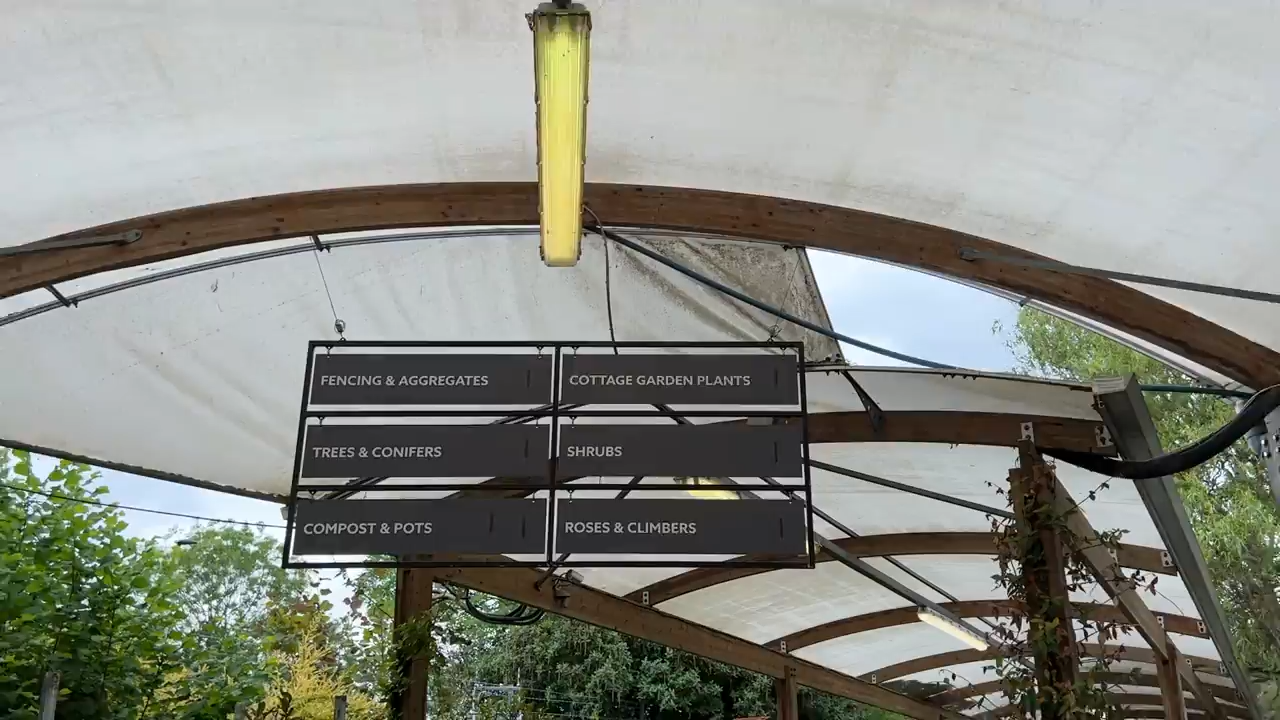 FENCING & AGGREGATES
COTTAGE GARDEN PLANTS
TREES & CONIFERS
SHRUBS
COMPOST & POTS
ROSES & CLIMBERS